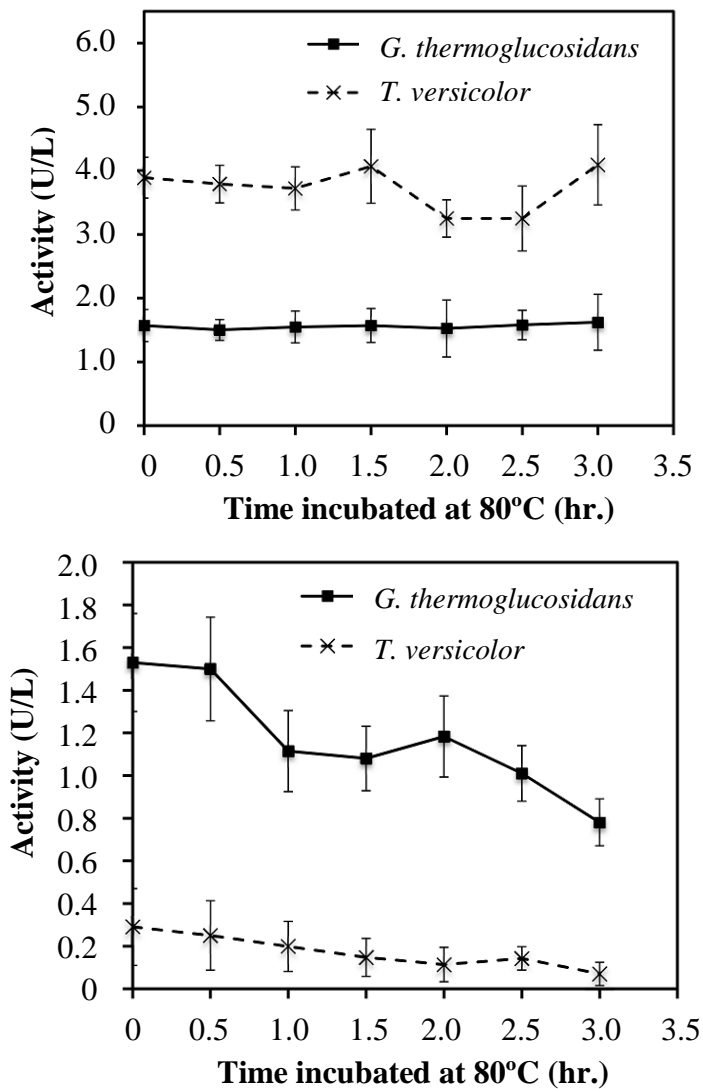 6.0
5.0
4.0
3.0
2.0
1.0
0
Activity (U/L)
G. thermoglucosidans
T. versicolor
0 0.5 1.0 1.5 2.0 2.5 3.0 3.5
Time incubated at 80ºC (hr.)
2.0
1.8
1.6
1.4
1.2
1.0
0.8
0.6
0.4
0.2
0
Activity (U/L)
G. thermoglucosidans
T. versicolor
0 0.5 1.0 1.5 2.0 2.5 3.0 3.5
Time incubated at 80ºC (hr.)